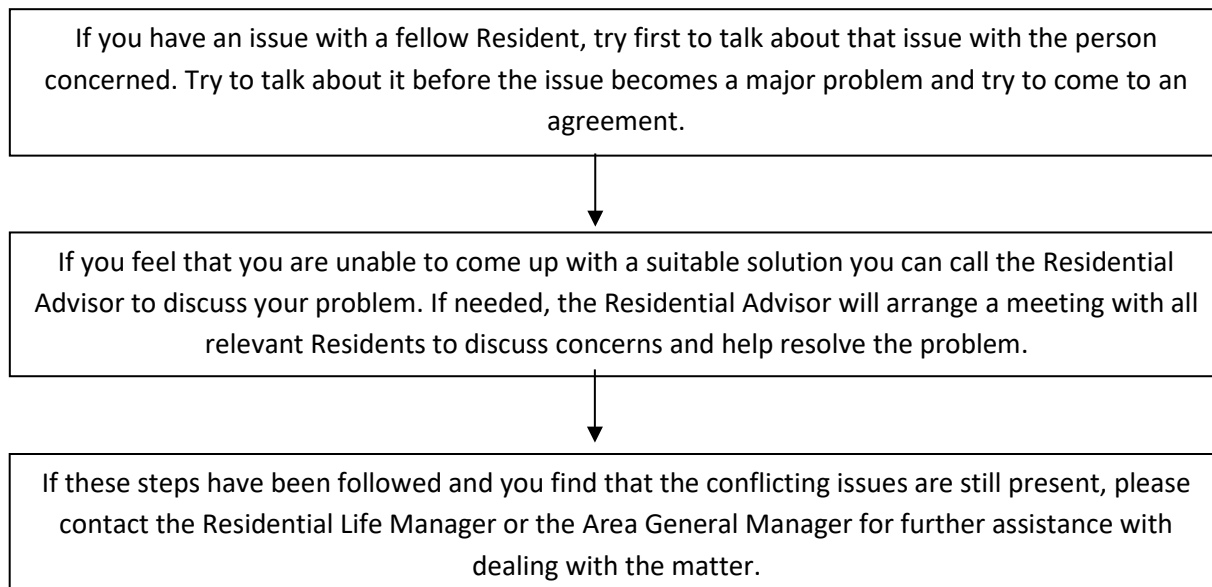 If you have an issue with a fellow Resident, try first to talk about that issue with the person
concerned. Try to talk about it before the issue becomes a major problem and try to come to an
agreement.
If you feel that you are unable to come up with a suitable solution you can call the Residential
Advisor to discuss your problem. If needed, the Residential Advisor will arrange a meeting with all
relevant Residents to discuss concerns and help resolve the problem.
If these steps have been followed and you find that the conflicting issues are still present, please
contact the Residential Life Manager or the Area General Manager for further assistance with
dealing with the matter.